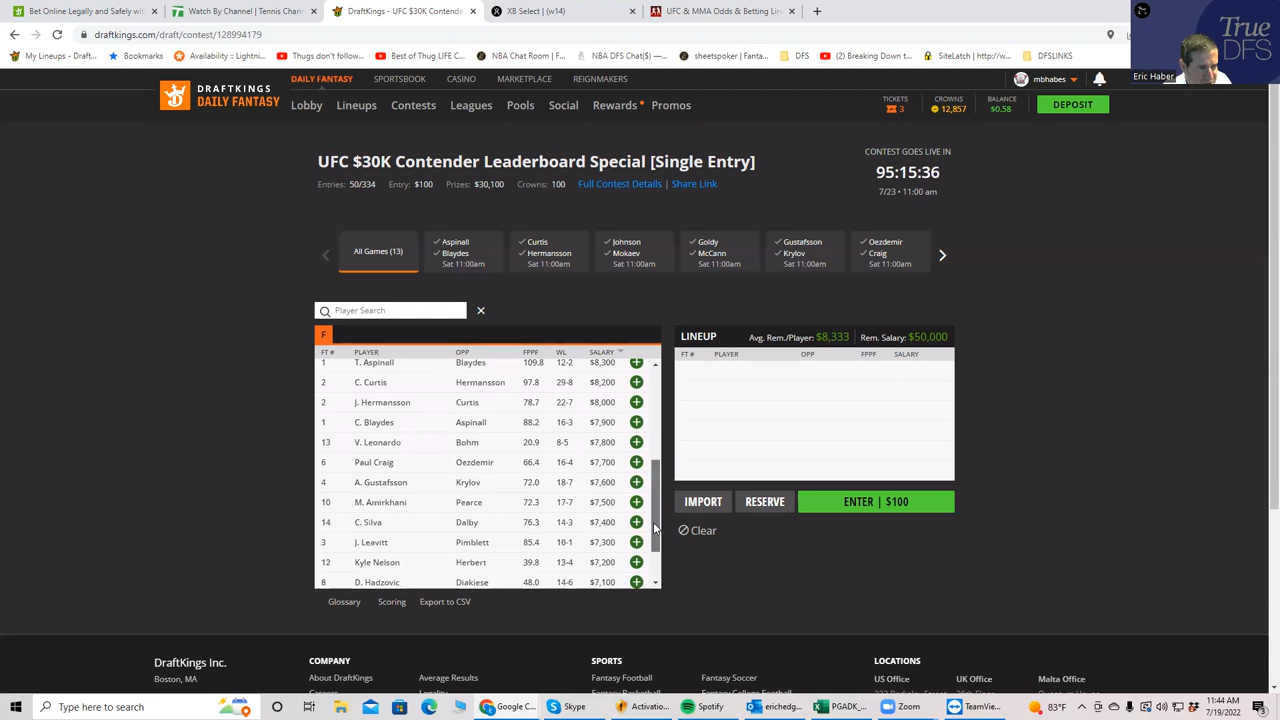 Bet Online Legally and Safely with
Watch By Channel | Tennis Chann
DraftKings - UFC $30K Contender
XB Select | (w14)
UFC & MMA Odds & Betting Lin
True
DFS
draftkings.com/draft/contest/128994179
Eric Haber
My Lineups - Draf...
Bookmarks
Availability :: Lightni...
Thugs don't follow...
Best of Thug LIFE C...
NBA Chat Room | F...
NBA DFS Chat($) —...
sheetspoker | Fanta...
DFS
(2) Breaking Down t...
SiteLatch | http://w...
DFSLINKS
DAILY FANTASY
SPORTSBOOK
CASINO
MARKETPLACE
REIGNMAKERS
mbhabes
DRAFTKINGS
DAILY FANTASY
Lobby
Lineups
Contests
Leagues
Pools
Social
Rewards
Promos
TICKETS
3
CROWNS
12,857
BALANCE
$0.58
DEPOSIT
UFC $30K Contender Leaderboard Special [Single Entry]
Entries: 50/334
Entry: $100
Prizes: $30,100
Crowns: 100
Full Contest Details | Share Link
CONTEST GOES LIVE IN
95:15:36
7/23 • 11:00 am
All Games (13)
Aspinall
Blaydes
Sat 11:00am
Curtis
Hermansson
Sat 11:00am
Johnson
Mokaev
Sat 11:00am
Goldy
McCann
Sat 11:00am
Gustafsson
Krylov
Sat 11:00am
Oezdemir
Craig
Sat 11:00am
Player Search
F
FT # PLAYER OPP FPPF WL SALARY
1 T. Aspinall Blaydes 109.8 12-2 $8,300
2 C. Curtis Hermansson 97.8 29-8 $8,200
2 J. Hermansson Curtis 78.7 22-7 $8,000
1 C. Blaydes Aspinall 88.2 16-3 $7,900
13 V. Leonardo Bohm 20.9 8-5 $7,800
6 Paul Craig Oezdemir 66.4 16-4 $7,700
4 A. Gustafsson Krylov 72.0 18-7 $7,600
10 M. Amirkhani Pearce 72.3 17-7 $7,500
14 C. Silva Dalby 76.3 14-3 $7,400
3 J. Leavitt Pimblett 85.4 10-1 $7,300
12 Kyle Nelson Herbert 39.8 13-4 $7,200
8 D. Hadzovic Diakiese 48.0 14-6 $7,100
Glossary
Scoring
Export to CSV
LINEUP
Avg. Rem./Player: $8,333
Rem. Salary: $50,000
FT # PLAYER OPP FPPF SALARY
IMPORT
RESERVE
ENTER | $100
Clear
DraftKings Inc.
Boston, MA
COMPANY
About DraftKings
Average Results
SPORTS
Fantasy Football
Fantasy Soccer
LOCATIONS
US Office
UK Office
Malta Office
Type here to search
Google C...
Skype
Activatio...
Spotify
erichedg...
PGADK_...
Zoom
TeamVie...
83°F
11:44 AM
7/19/2022
3